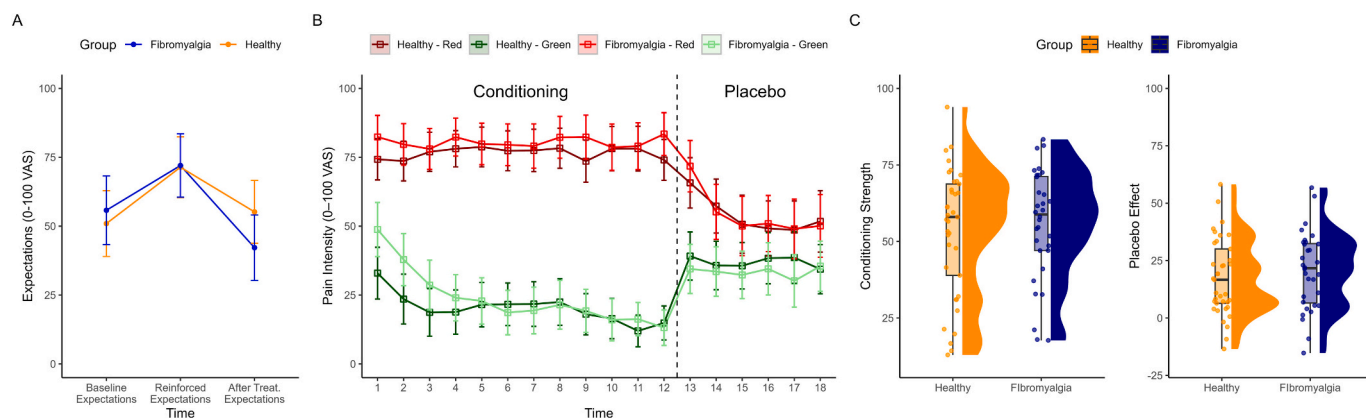 A
Group Fibromyalgia Healthy
Expectations (0-100 VAS)
100
75
50
25
0
Baseline Expectations
Reinforced Expectations
After Treat. Expectations
Time
B
Healthy - Red Healthy - Green Fibromyalgia - Red Fibromyalgia - Green
Conditioning Placebo
Pain Intensity (0–100 VAS)
100
75
50
25
0
1 2 3 4 5 6 7 8 9 10 11 12 13 14 15 16 17 18
Time
C
Group Healthy Fibromyalgia
Conditioning Strength
100
75
50
25
Healthy FIbromyalgia
Placebo Effect
100
75
50
25
0
-25
Healthy FIbromyalgia